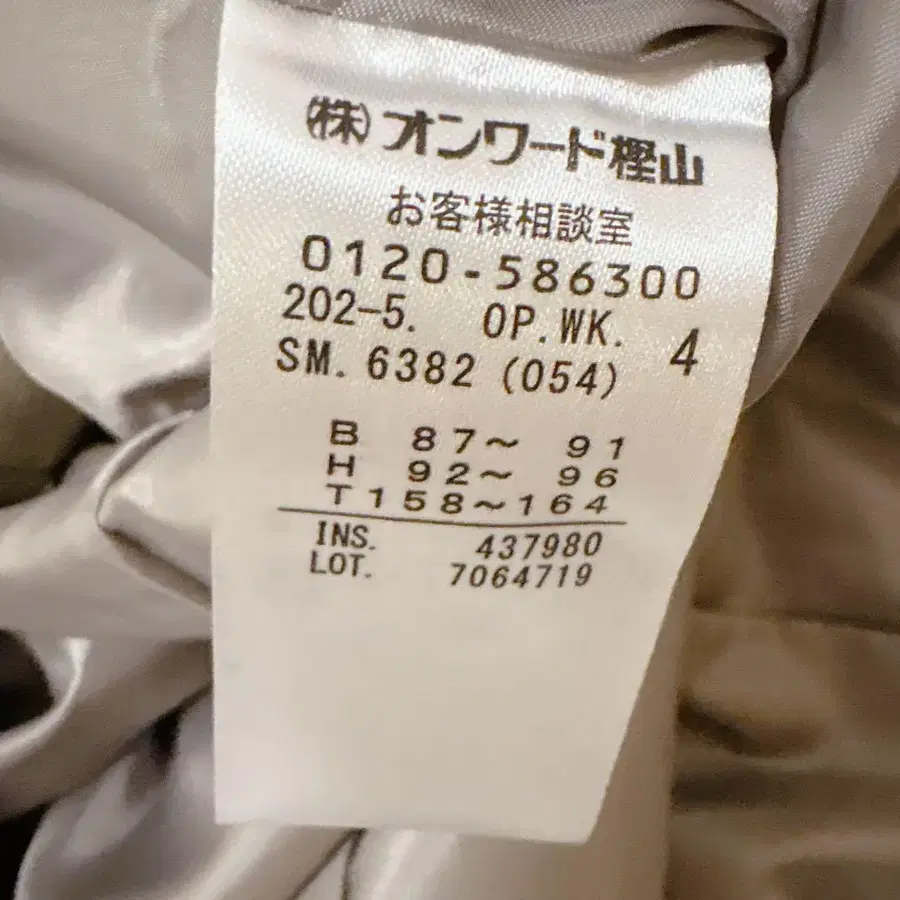 (株)オンワード樫山
お客様相談室
0120-586300
202-5. OP.WK. 4
SM. 6382 (054)
B 87～ 91
H 92～ 96
T 158～164
INS. 437980
LOT. 7064719